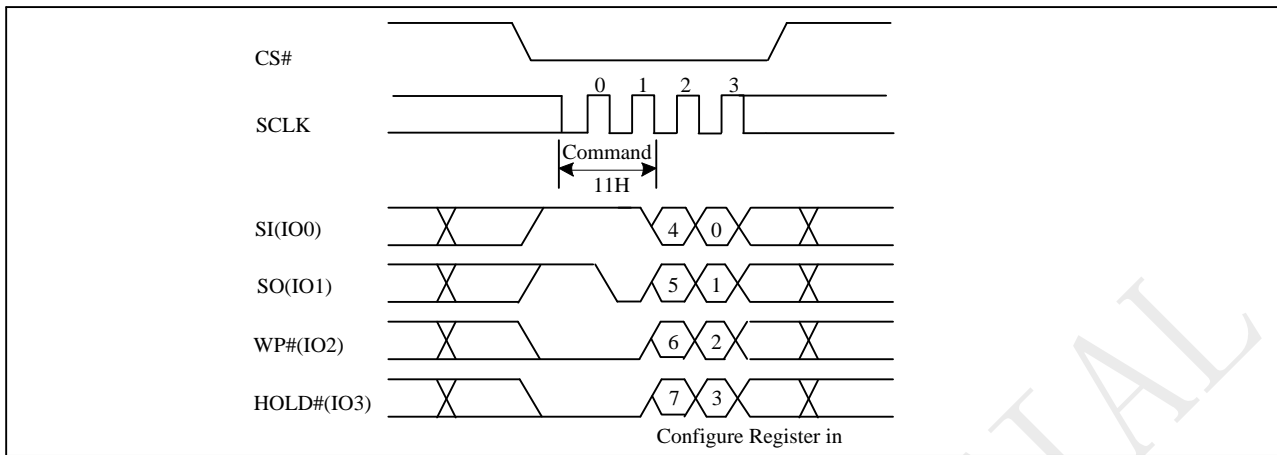 CS#
0 1 2 3
SCLK
Command
11H
SI(IO0)
4 0
SO(IO1)
5 1
WP#(IO2)
6 2
HOLD#(IO3)
7 3
Configure Register in
IAL